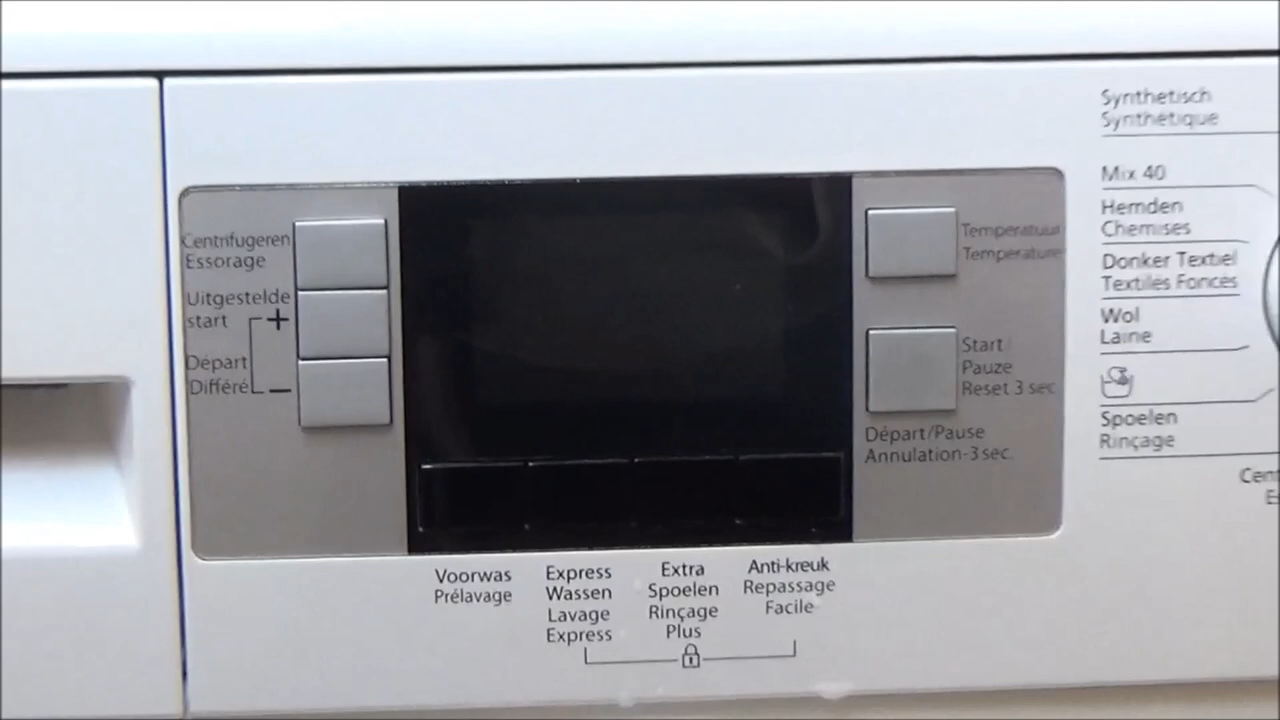 Centrifugeren
Essorage
Uitgestelde
start
+
Départ
Différé
−
Temperatuur
Temperature
Start
Pauze
Reset 3 sec
Départ/Pause
Annulation-3 sec.
Voorwas
Prélavage
Express
Wassen
Lavage
Express
Extra
Spoelen
Rinçage
Plus
Anti-kreuk
Repassage
Facile
Synthetisch
Synthétique
Mix 40
Hemden
Chemises
Donker Textiel
Textiles Foncés
Wol
Laine
Spoelen
Rinçage